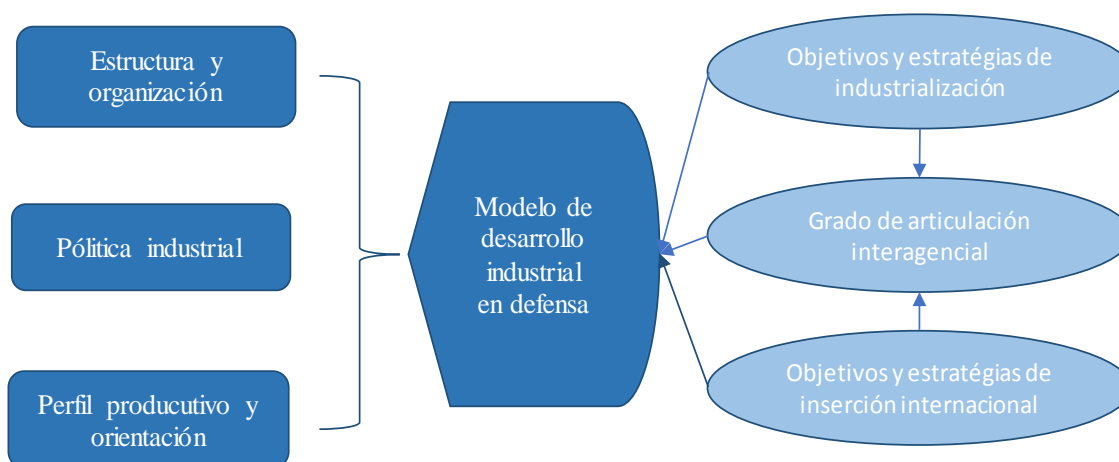 Estructura y
organización
Pólitica industrial
Perfil producutivo y
orientación
Modelo de
desarrollo
industrial
en defensa
Objetivos y estratégias de
industrialización
Grado de articulación
interagencial
Objetivos y estratégias de
inserción internacional